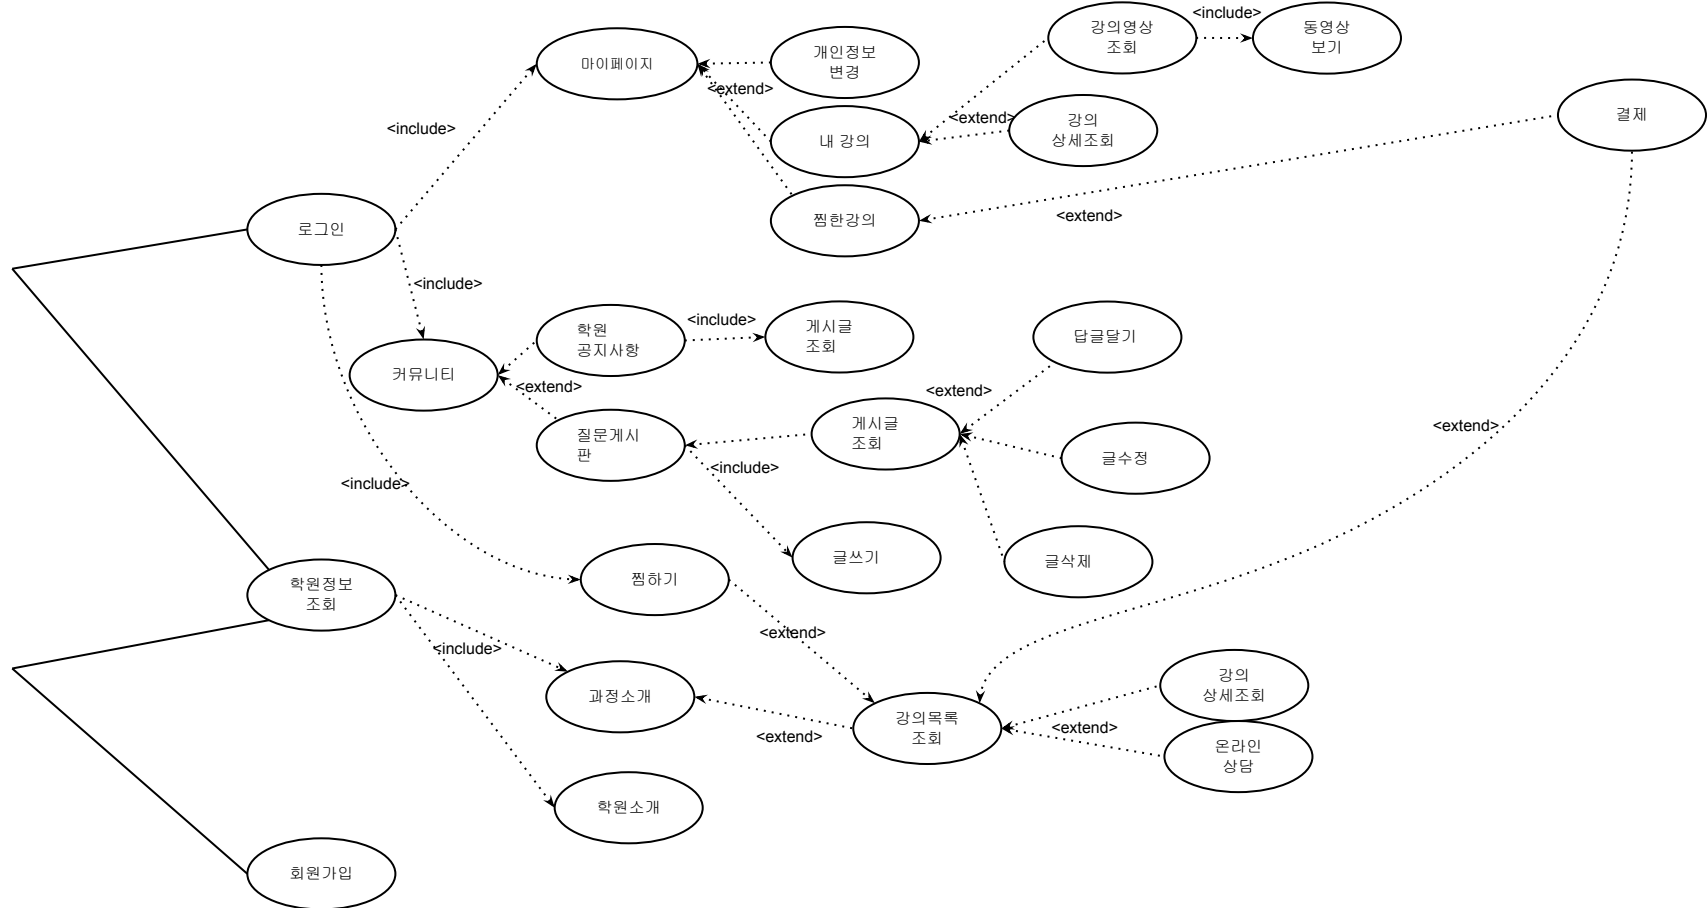 강의영상
조회
<include>
동영상
보기
마이페이지
개인정보
변경
<extend>
<include>
내 강의
<extend>
강의
상세조회
결제
찜한강의
<extend>
로그인
<include>
학원
공지사항
<include>
게시글
조회
답글달기
커뮤니티
<extend>
<extend>
질문게시
판
게시글
조회
<extend>
글수정
<include>
<include>
글쓰기
글삭제
학원정보
조회
찜하기
<extend>
<include>
과정소개
<extend>
강의목록
조회
강의
상세조회
<extend>
온라인
상담
학원소개
회원가입